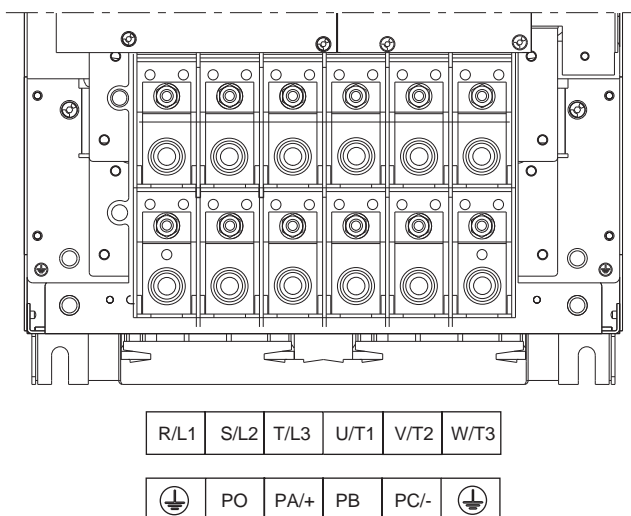 R/L1 S/L2 T/L3 U/T1 V/T2 W/T3
PO PA/+ PB PC/-